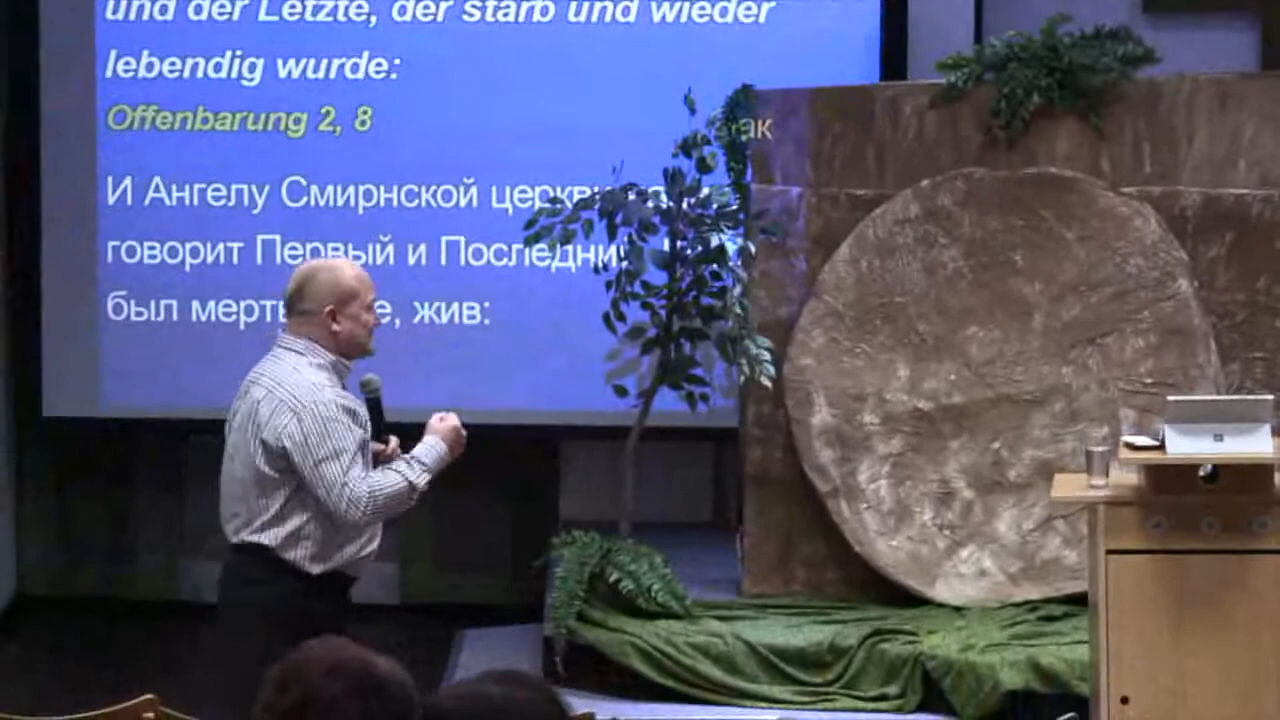 und der Letzte, der starb und wieder
lebendig wurde:
Offenbarung 2, 8
И Ангелу Смирнской
говорит Первый и
был жив: